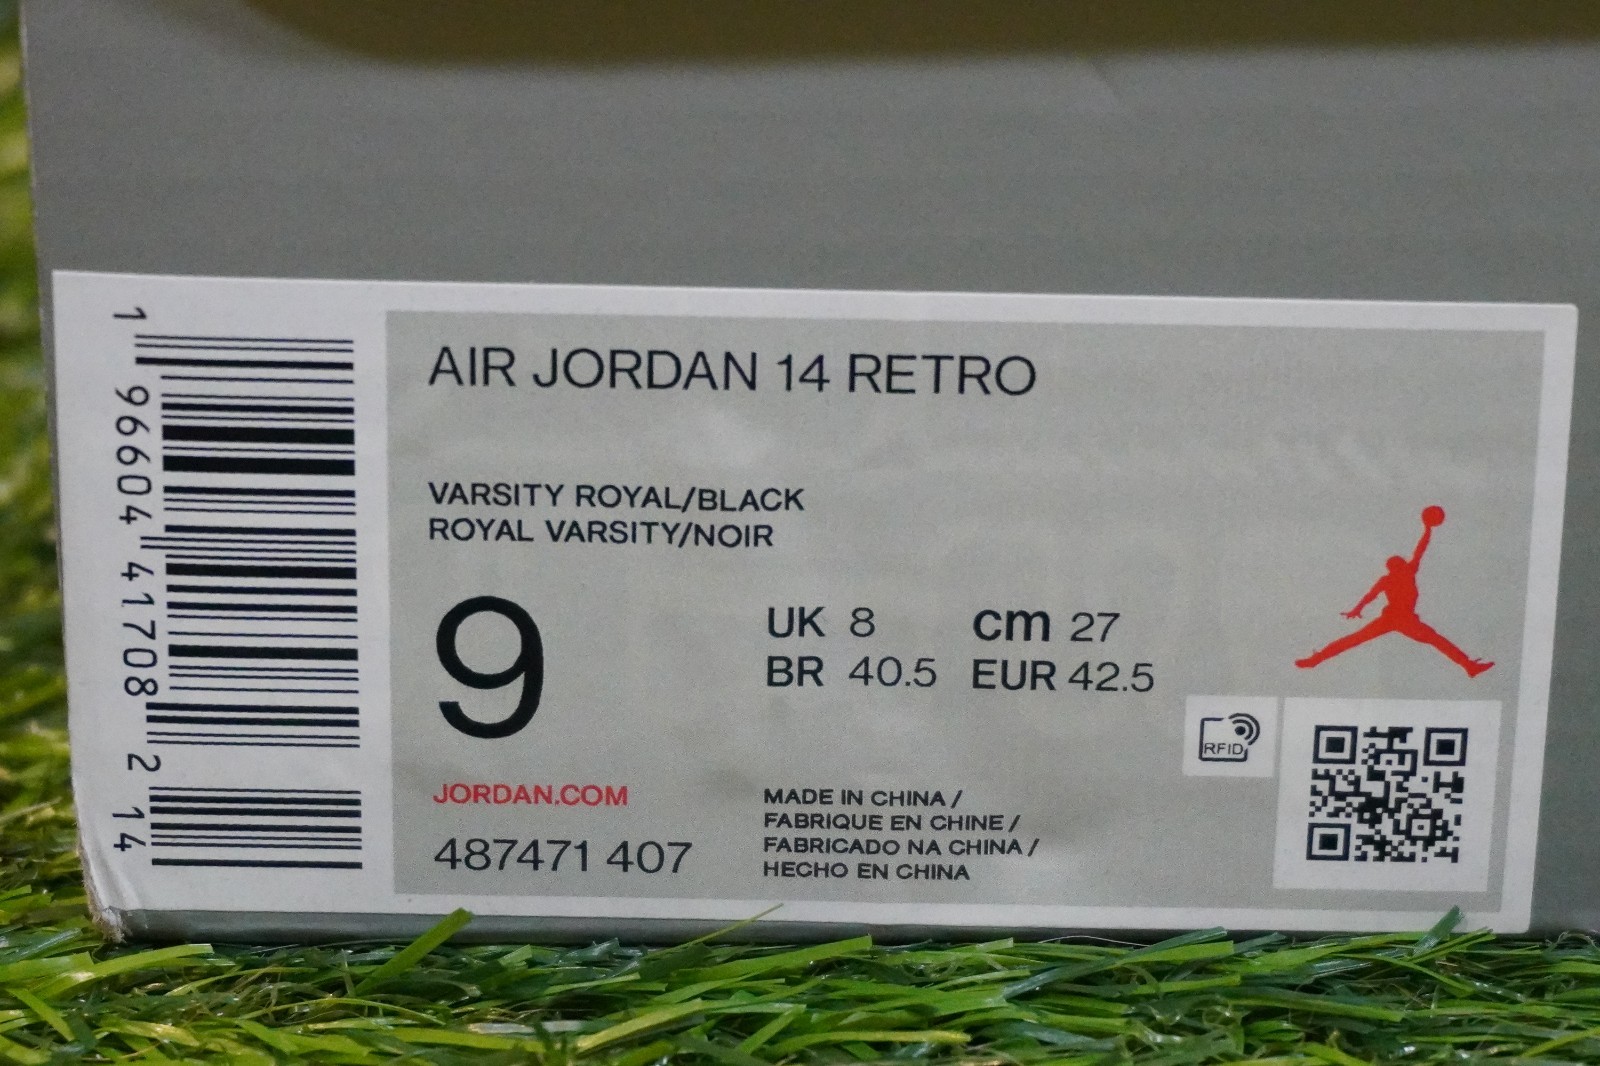 1 96604 41708 2 14
AIR JORDAN 14 RETRO
VARSITY ROYAL/BLACK
ROYAL VARSITY/NOIR
9
UK 8 cm 27
BR 40.5 EUR 42.5
RFID
JORDAN.COM
487471 407
MADE IN CHINA /
FABRIQUE EN CHINE /
FABRICADO NA CHINA /
HECHO EN CHINA